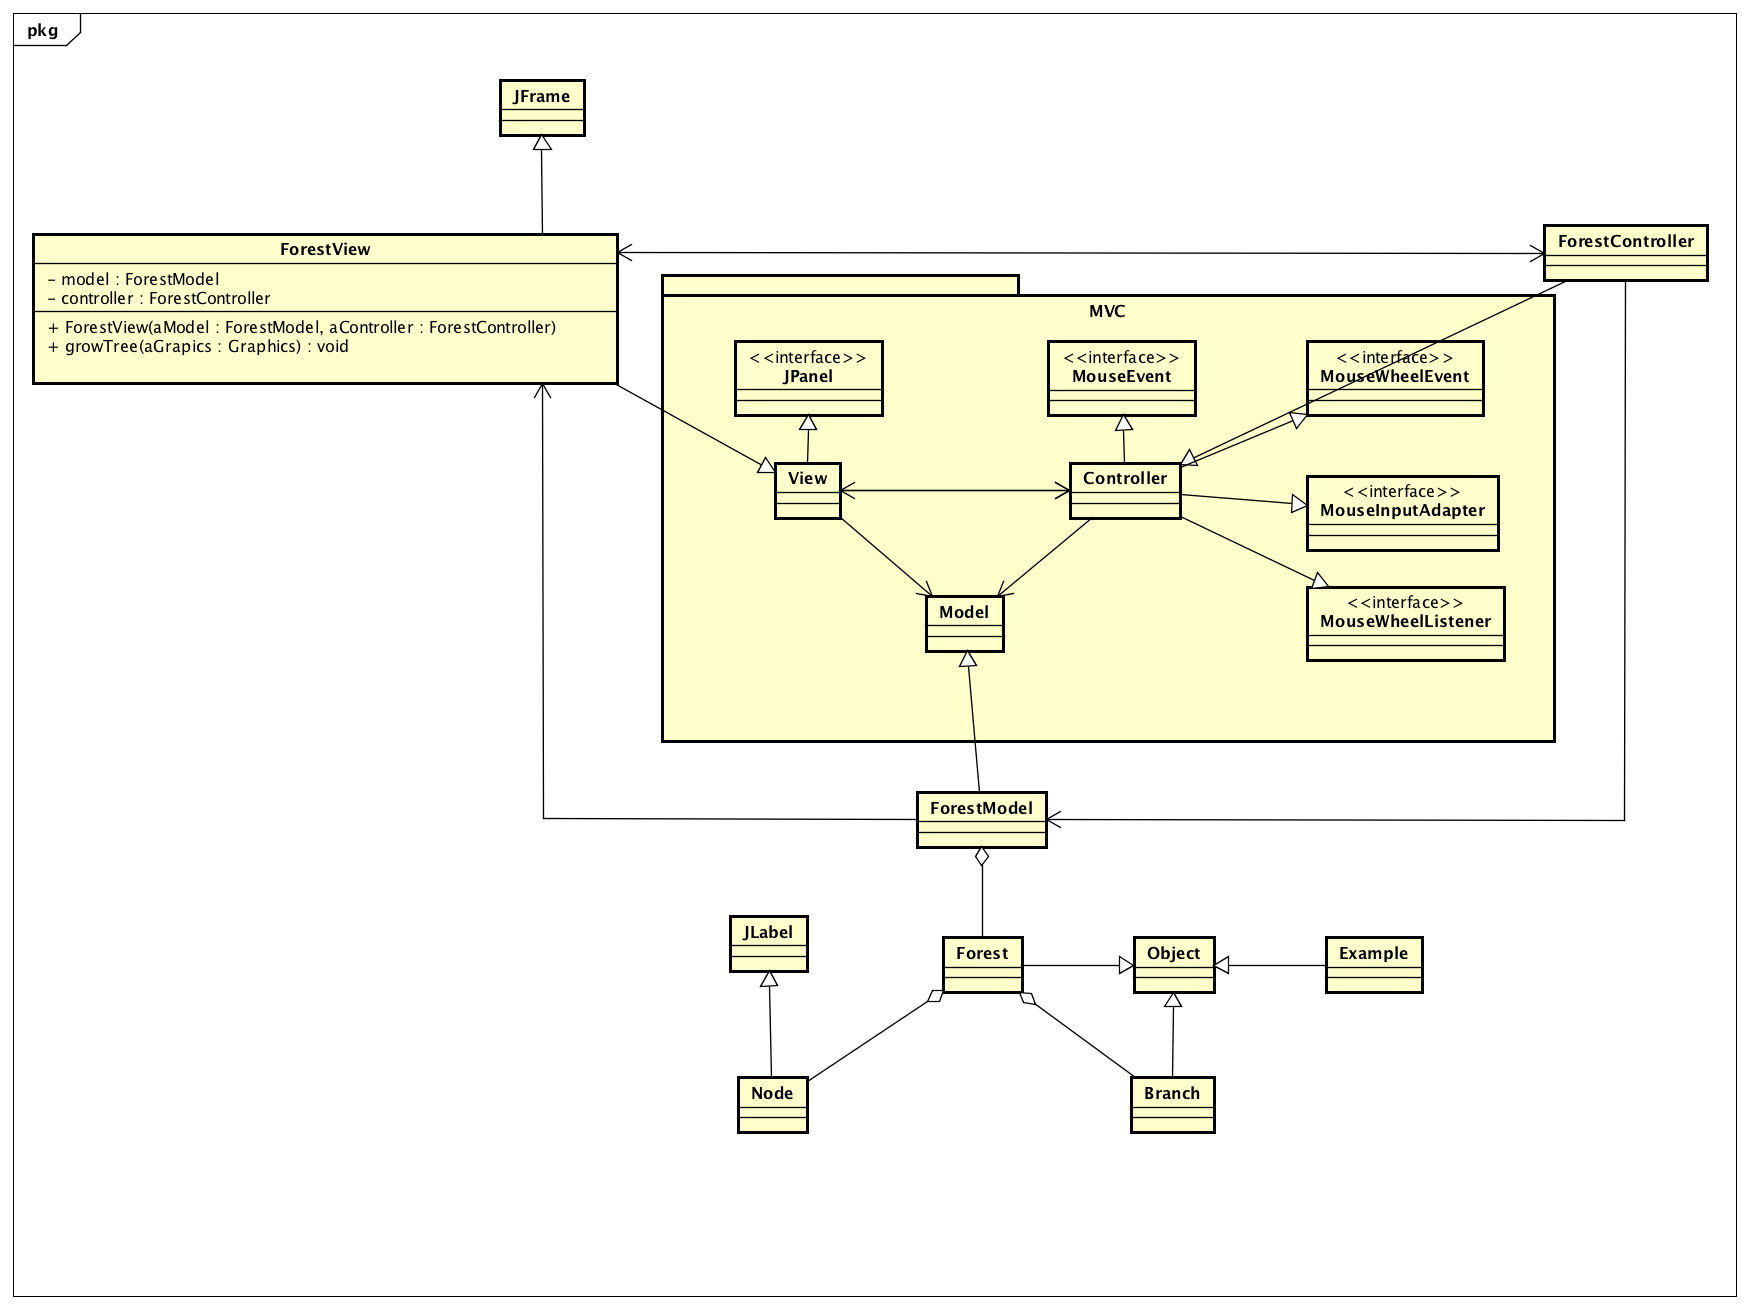 pkg
JFrame
ForestView
– model : ForestModel
– controller : ForestController
+ ForestView(aModel : ForestModel, aController : ForestController)
+ growTree(aGrapics : Graphics) : void
ForestController
MVC
<<interface>>
JPanel
<<interface>>
MouseEvent
<<interface>>
MouseWheelEvent
View
Controller
<<interface>>
MouseInputAdapter
<<interface>>
MouseWheelListener
Model
ForestModel
JLabel
Forest
Object
Example
Node
Branch